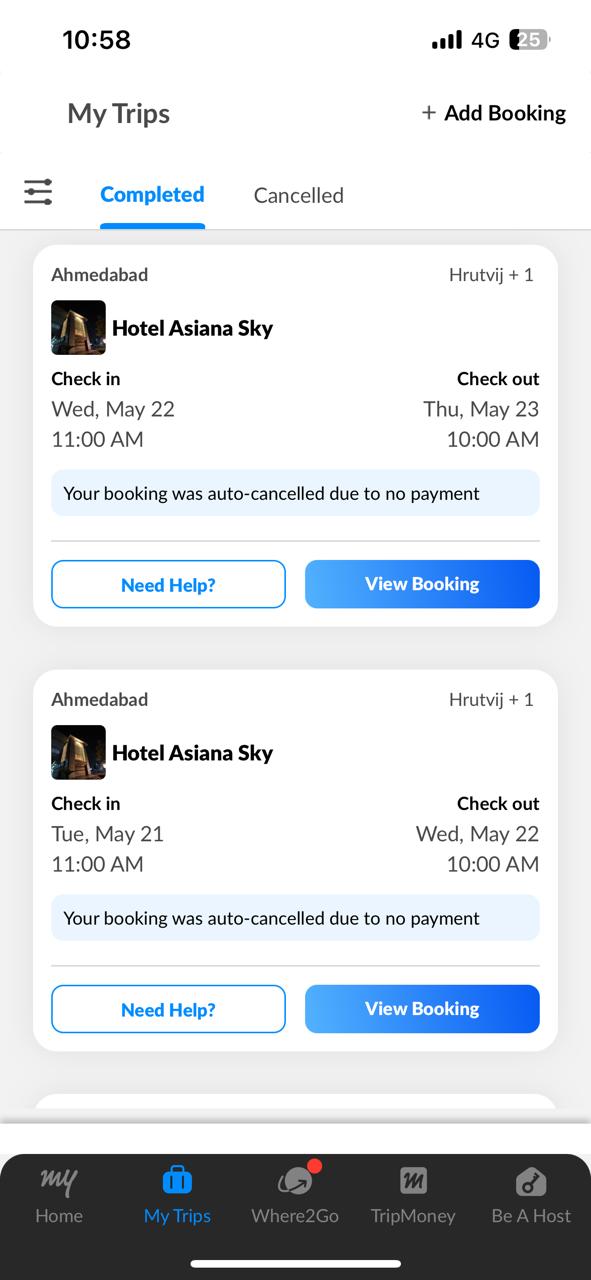 10:58
4G 25
My Trips
+ Add Booking
Completed
Cancelled
Ahmedabad
Hrutvij + 1
Hotel Asiana Sky
Check in
Check out
Wed, May 22
Thu, May 23
11:00 AM
10:00 AM
Your booking was auto-cancelled due to no payment
Need Help?
View Booking
Ahmedabad
Hrutvij + 1
Hotel Asiana Sky
Check in
Check out
Tue, May 21
Wed, May 22
11:00 AM
10:00 AM
Your booking was auto-cancelled due to no payment
Need Help?
View Booking
my
m
Home
My Trips
Where2Go
TripMoney
Be A Host